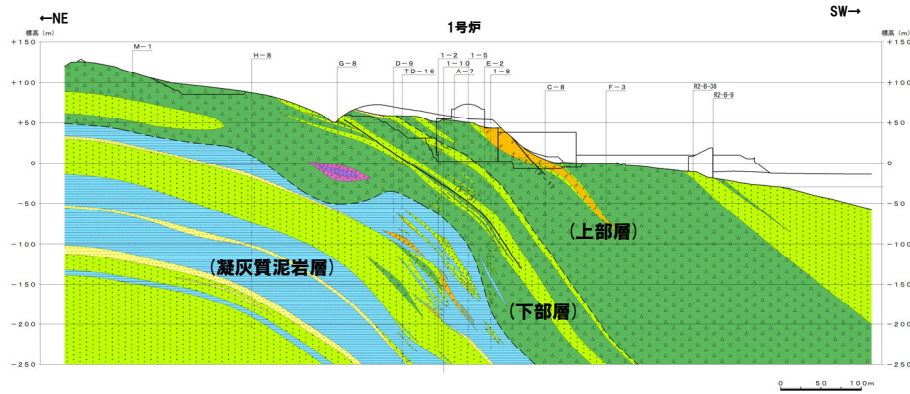 ←NE
SW→
1号炉
標高(m)
標高(m)
+150
+150
M-1
H-8
G-8
D-9
1-2
1-5
TD-16
1-10
A-7
E-2
1-8
C-8
F-3
R2-B-38
R2-B-9
+100
+100
+50
+50
0
0
-50
-50
-100
-100
-150
-150
-200
-200
-250
-250
(上部層)
(凝灰質泥岩層)
(下部層)
0 50 100m